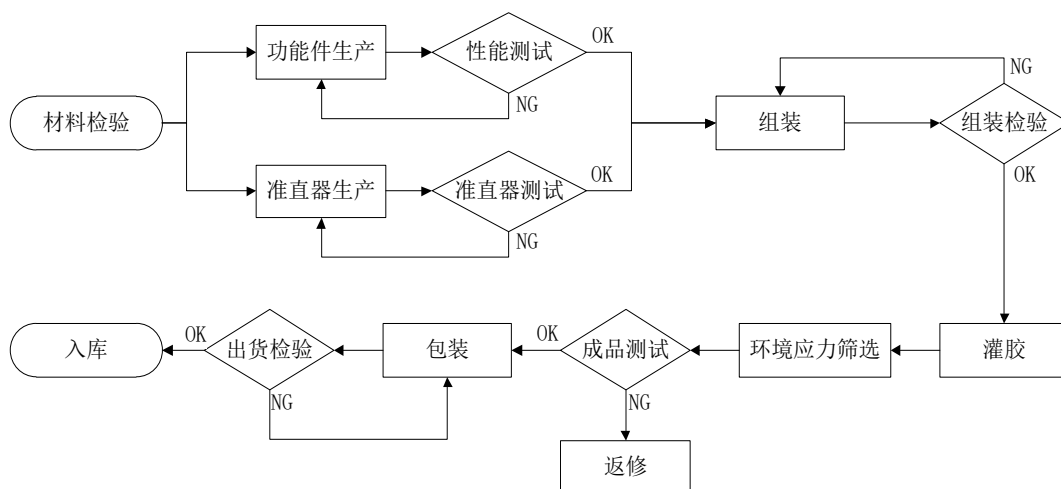 功能件生产
性能测试
OK
NG
材料检验
准直器生产
准直器测试
OK
NG
组装
组装检验
NG
OK
灌胶
环境应力筛选
成品测试
OK
NG
返修
包装
出货检验
OK
NG
入库